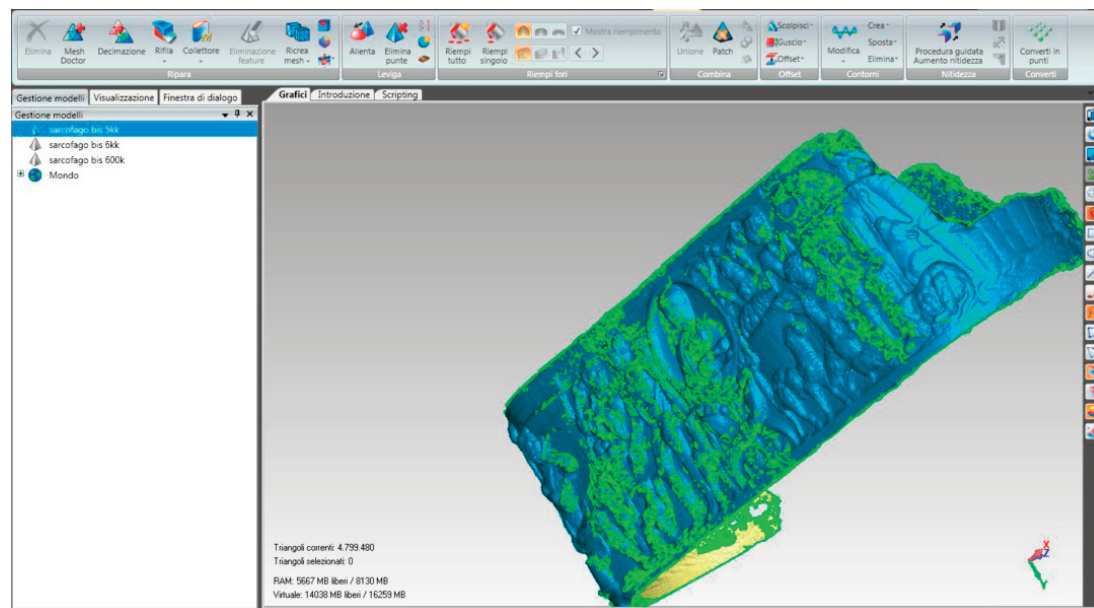 Elimina
Mesh Doctor
Decimazione
Rifila
Collettore
Eliminazione feature
Ricrea mesh
Ripara
Allenta
Elimina punte
Leviga
Riempi tutto
Riempi singolo
Mostra riempimento
Riempi fori
Unione
Patch
Combina
Scolpisci
Guscio
Offset
Offset
Modifica
Crea
Sposta
Elimina
Contorni
Procedura guidata Aumento nitidezza
Nitidezza
Converti in punti
Converti
Gestione modelli
Visualizzazione
Finestra di dialogo
Grafici
Introduzione
Scripting
Gestione modelli
sarcofago bis 5kk
sarcofago bis 6kk
sarcofago bis 600k
Mondo
Triangoli correnti: 4.799.480
Triangoli selezionati: 0
RAM: 5667 MB liberi / 8130 MB
Virtuale: 14038 MB liberi / 16259 MB
X
Z
Y